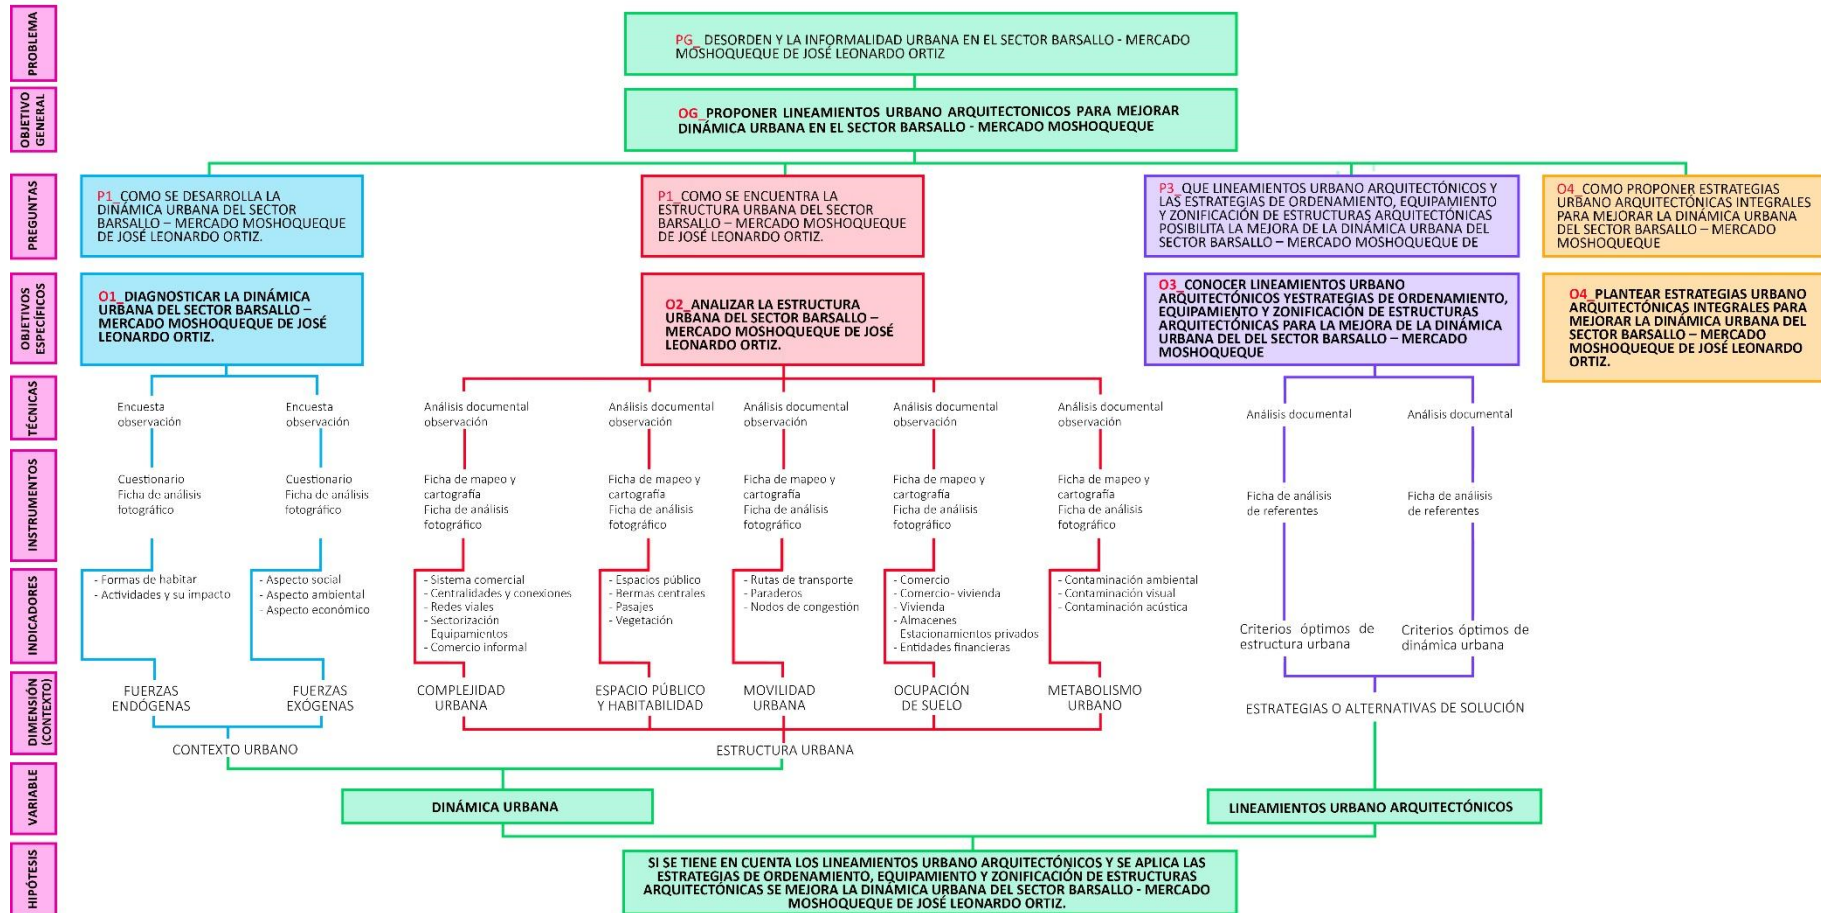 PROBLEMA
PG_ DESORDEN Y LA INFORMALIDAD URBANA EN EL SECTOR BARSALLO - MERCADO
MOSHOQUEQUE DE JOSÉ LEONARDO ORTIZ
OBJETIVO
GENERAL
OG_PROPONER LINEAMIENTOS URBANO ARQUITECTONICOS PARA MEJORAR
DINÁMICA URBANA EN EL SECTOR BARSALLO - MERCADO MOSHOQUEQUE
PREGUNTAS
P1_COMO SE DESARROLLA LA
DINÁMICA URBANA DEL SECTOR
BARSALLO – MERCADO MOSHOQUEQUE
DE JOSÉ LEONARDO ORTIZ.
P1_COMO SE ENCUENTRA LA
ESTRUCTURA URBANA DEL SECTOR
BARSALLO – MERCADO MOSHOQUEQUE
DE JOSÉ LEONARDO ORTIZ.
P3_QUE LINEAMIENTOS URBANO ARQUITECTÓNICOS Y
LAS ESTRATEGIAS DE ORDENAMIENTO, EQUIPAMIENTO
Y ZONIFICACIÓN DE ESTRUCTURAS ARQUITECTÓNICAS
POSIBILITA LA MEJORA DE LA DINÁMICA URBANA DEL
SECTOR BARSALLO – MERCADO MOSHOQUEQUE DE
O4_COMO PROPONER ESTRATEGIAS
URBANO ARQUITECTÓNICAS INTEGRALES
PARA MEJORAR LA DINÁMICA URBANA
DEL SECTOR BARSALLO – MERCADO
MOSHOQUEQUE
OBJETIVOS
ESPECÍFICOS
O1_DIAGNOSTICAR LA DINÁMICA
URBANA DEL SECTOR BARSALLO –
MERCADO MOSHOQUEQUE DE JOSÉ
LEONARDO ORTIZ.
O2_ANALIZAR LA ESTRUCTURA
URBANA DEL SECTOR BARSALLO –
MERCADO MOSHOQUEQUE DE JOSÉ
LEONARDO ORTIZ.
O3_CONOCER LINEAMIENTOS URBANO
ARQUITECTÓNICOS YESTRATEGIAS DE ORDENAMIENTO,
EQUIPAMIENTO Y ZONIFICACIÓN DE ESTRUCTURAS
ARQUITECTÓNICAS PARA LA MEJORA DE LA DINÁMICA
URBANA DEL DEL SECTOR BARSALLO – MERCADO
MOSHOQUEQUE
O4_PLANTEAR ESTRATEGIAS URBANO
ARQUITECTÓNICAS INTEGRALES PARA
MEJORAR LA DINÁMICA URBANA DEL
SECTOR BARSALLO – MERCADO
MOSHOQUEQUE DE JOSÉ LEONARDO
ORTIZ.
TÉCNICAS
Encuesta
observación
Encuesta
observación
Análisis documental
observación
Análisis documental
observación
Análisis documental
observación
Análisis documental
observación
Análisis documental
observación
Análisis documental
Análisis documental
INSTRUMENTOS
Cuestionario
Ficha de análisis
fotográfico
Cuestionario
Ficha de análisis
fotográfico
Ficha de mapeo y
cartografía
Ficha de análisis
fotográfico
Ficha de mapeo y
cartografía
Ficha de análisis
fotográfico
Ficha de mapeo y
cartografía
Ficha de análisis
fotográfico
Ficha de mapeo y
cartografía
Ficha de análisis
fotográfico
Ficha de mapeo y
cartografía
Ficha de análisis
fotográfico
Ficha de análisis
de referentes
Ficha de análisis
de referentes
INDICADORES
- Formas de habitar
- Actividades y su impacto
- Aspecto social
- Aspecto ambiental
- Aspecto económico
- Sistema comercial
- Centralidades y conexiones
- Redes viales
- Sectorización
Equipamientos
- Comercio informal
- Espacios público
- Bermas centrales
- Pasajes
- Vegetación
- Rutas de transporte
- Paraderos
- Nodos de congestión
- Comercio
- Comercio- vivienda
- Vivienda
- Almacenes
Estacionamientos privados
- Entidades financieras
- Contaminación ambiental
- Contaminación visual
- Contaminación acústica
Criterios óptimos de
estructura urbana
Criterios óptimos de
dinámica urbana
DIMENSIÓN
(CONTEXTO)
FUERZAS
ENDÓGENAS
FUERZAS
EXÓGENAS
COMPLEJIDAD
URBANA
ESPACIO PÚBLICO
Y HABITABILIDAD
MOVILIDAD
URBANA
OCUPACIÓN
DE SUELO
METABOLISMO
URBANO
ESTRATEGIAS O ALTERNATIVAS DE SOLUCIÓN
CONTEXTO URBANO
ESTRUCTURA URBANA
VARIABLE
DINÁMICA URBANA
LINEAMIENTOS URBANO ARQUITECTÓNICOS
HIPÓTESIS
SI SE TIENE EN CUENTA LOS LINEAMIENTOS URBANO ARQUITECTÓNICOS Y SE APLICA LAS
ESTRATEGIAS DE ORDENAMIENTO, EQUIPAMIENTO Y ZONIFICACIÓN DE ESTRUCTURAS
ARQUITECTÓNICAS SE MEJORA LA DINÁMICA URBANA DEL SECTOR BARSALLO - MERCADO
MOSHOQUEQUE DE JOSÉ LEONARDO ORTIZ.